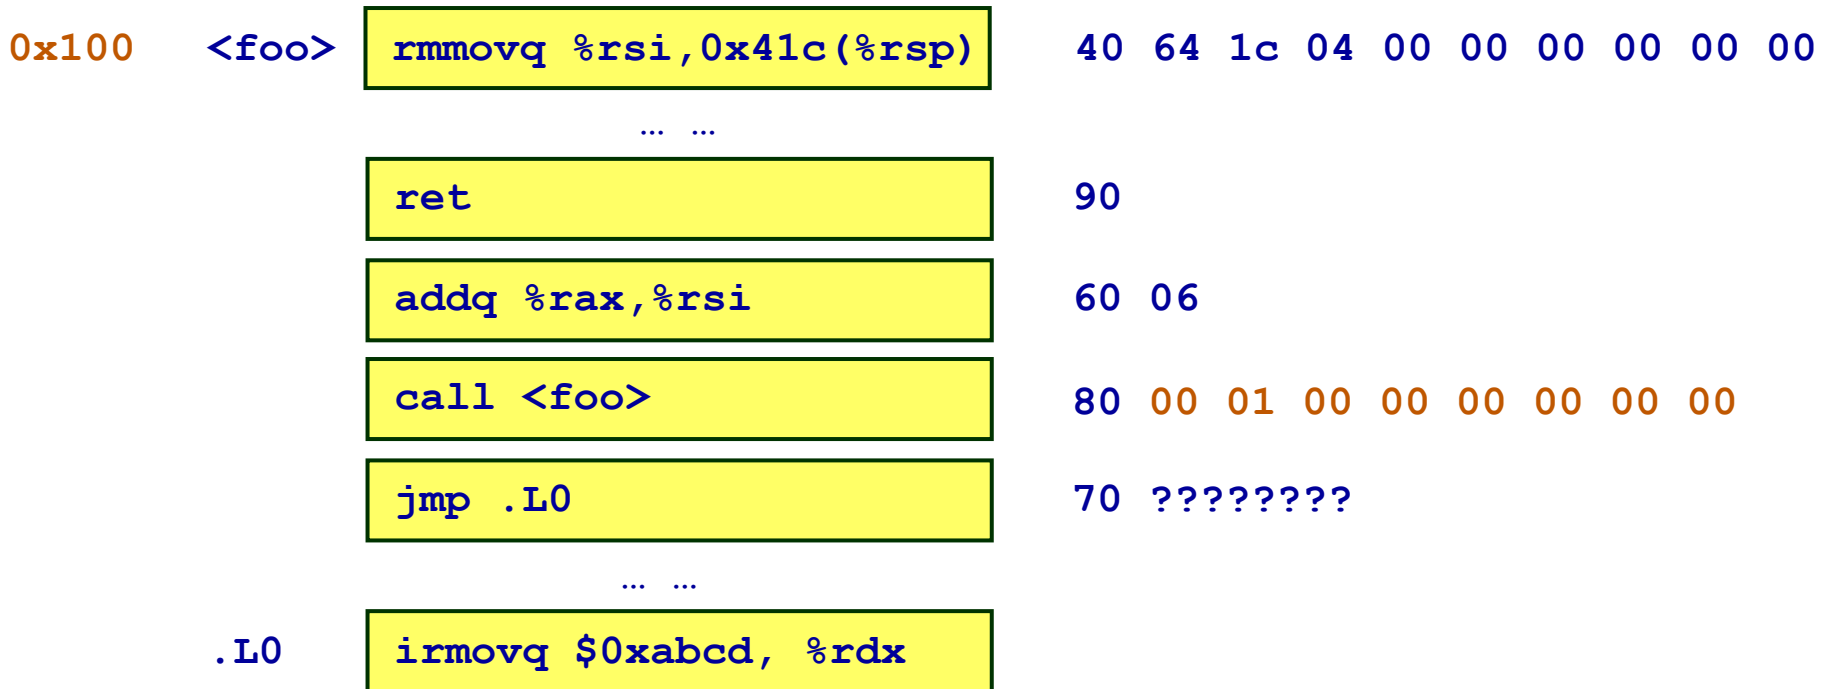 0x100 <foo> rmmovq %rsi,0x41c(%rsp) 40 64 1c 04 00 00 00 00 00 00
… …
ret 90
addq %rax,%rsi 60 06
call <foo> 80 00 01 00 00 00 00 00 00
jmp .L0 70 ????????
… …
.L0 irmovq $0xabcd, %rdx